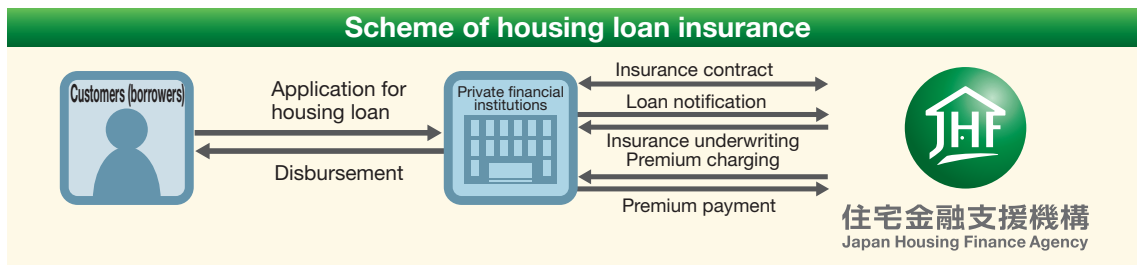 Scheme of housing loan insurance
Customers (borrowers)
Application for
housing loan
Disbursement
Private financial
institutions
Insurance contract
Loan notification
Insurance underwriting
Premium charging
Premium payment
JHF
住宅金融支援機構
Japan Housing Finance Agency